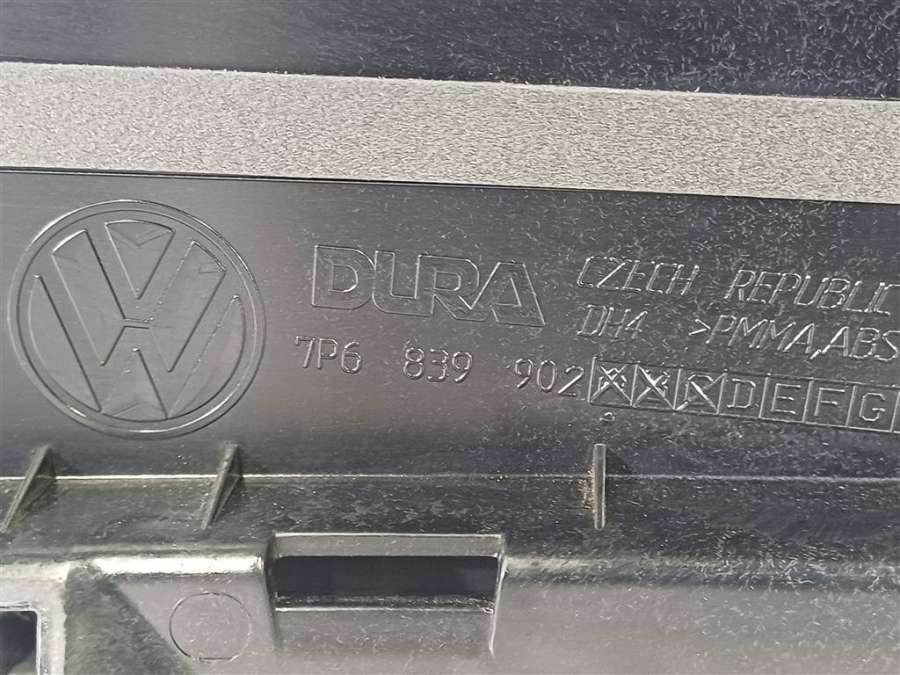 DURA CZECH REPUBLIC
DH4 >PMMA,ABS
7P6 839 902 D E F G